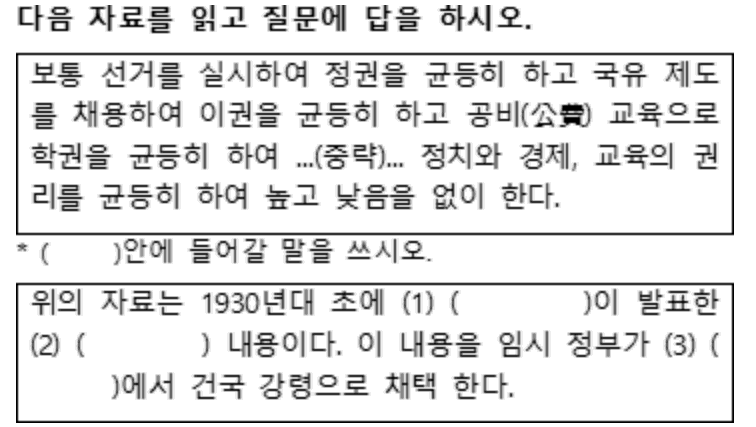 다음 자료를 읽고 질문에 답을 하시오.
보통 선거를 실시하여 정권을 균등히 하고 국유 제도
를 채용하여 이권을 균등히 하고 공비(公費) 교육으로
학권을 균등히 하여 ...(중략)... 정치와 경제, 교육의 권
리를 균등히 하여 높고 낮음을 없이 한다.
* (    )안에 들어갈 말을 쓰시오.
위의 자료는 1930년대 초에 (1) (        )이 발표한
(2) (        ) 내용이다. 이 내용을 임시 정부가 (3) (
)에서 건국 강령으로 채택 한다.